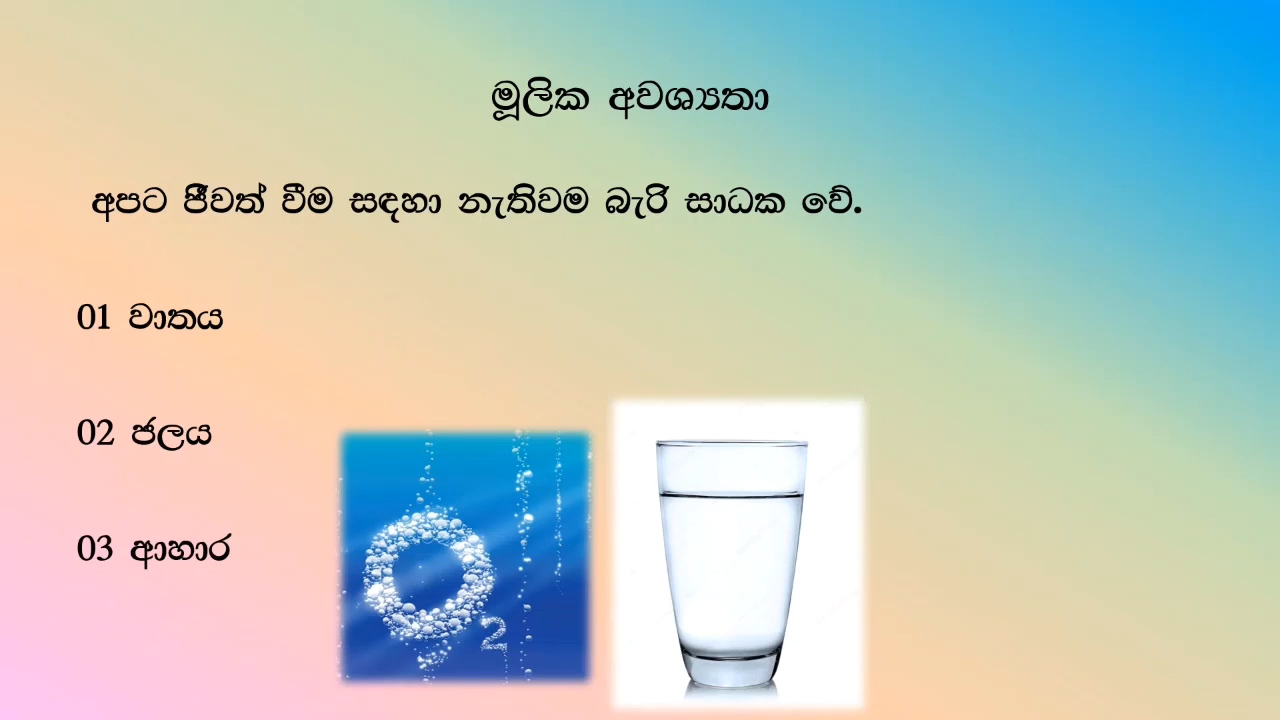 මූලික අවශ්‍යතා
අපට ජීවත් වීම සඳහා නැතිවම බැරි සාධක වේ.
01 වාතය
02 ජලය
03 ආහාර
O2